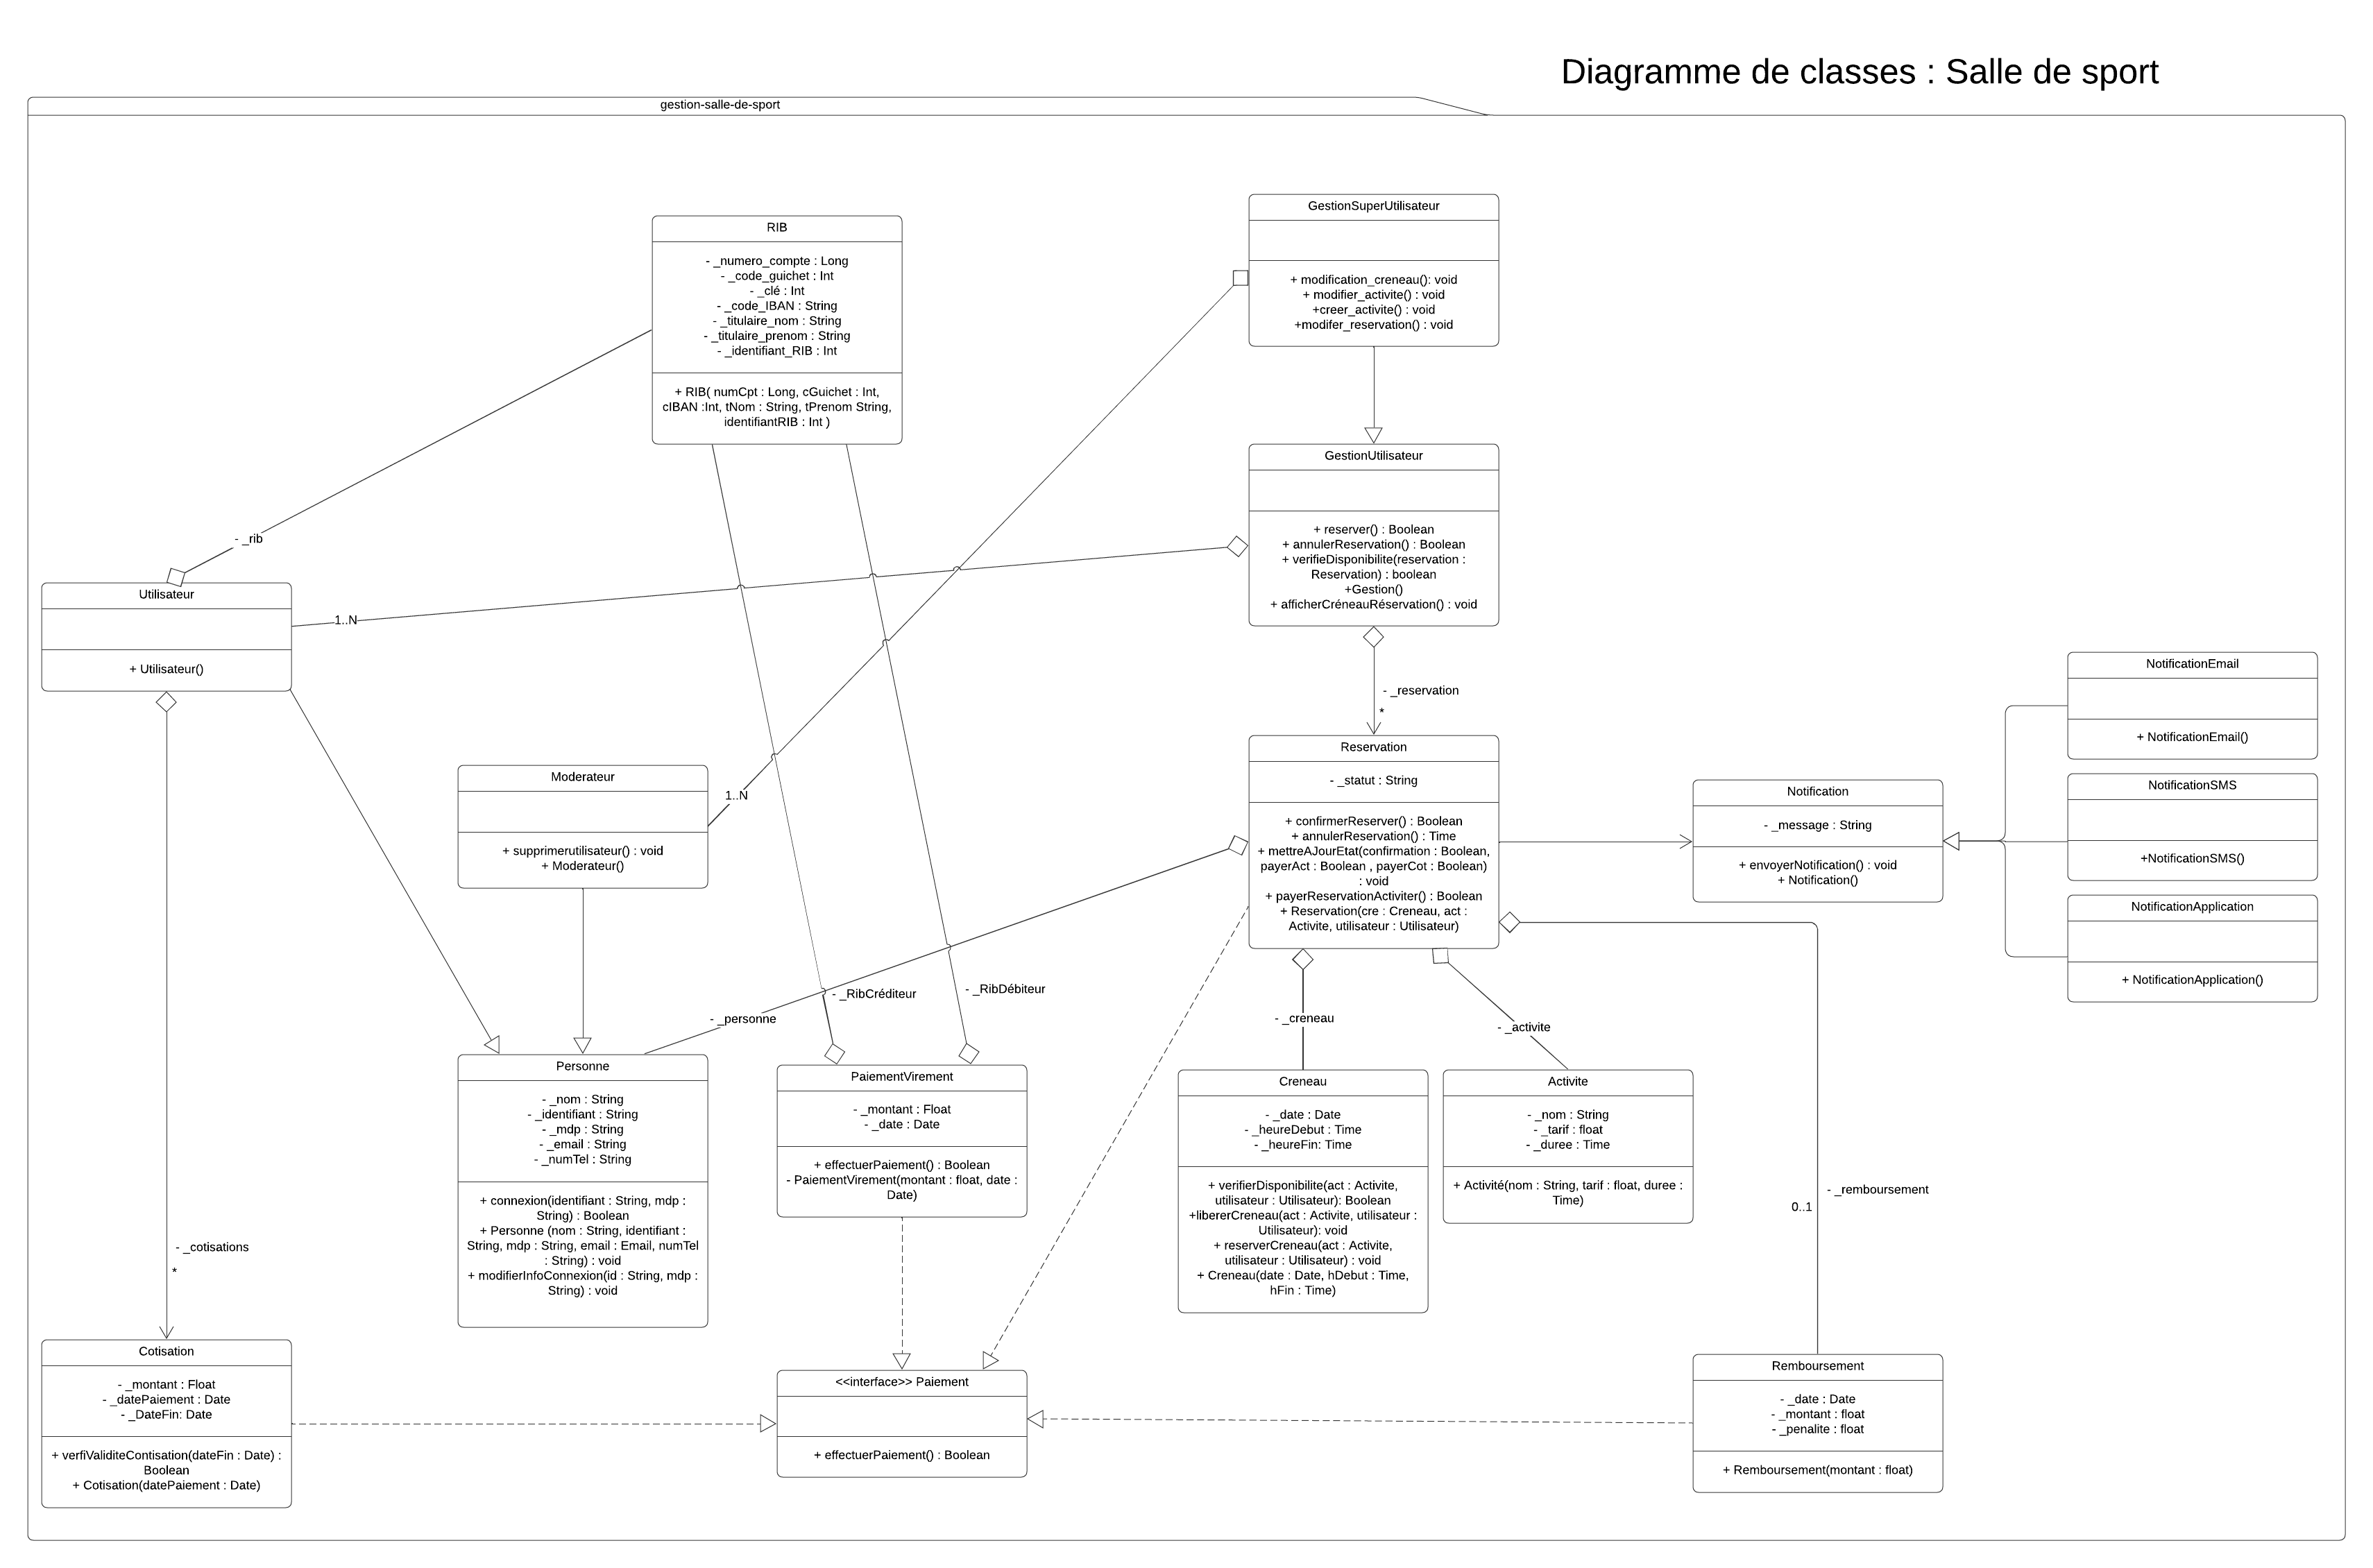 Diagramme de classes : Salle de sport
gestion-salle-de-sport
GestionSuperUtilisateur
+ modification_creneau(): void
+ modifier_activite() : void
+creer_activite() : void
+modifer_reservation() : void
RIB
- _numero_compte : Long
- _code_guichet : Int
- _clé : Int
- _code_IBAN : String
- _titulaire_nom : String
- _titulaire_prenom : String
- _identifiant_RIB : Int
+ RIB( numCpt : Long, cGuichet : Int,
cIBAN :Int, tNom : String, tPrenom String,
identifiantRIB : Int )
GestionUtilisateur
+ reserver() : Boolean
+ annulerReservation() : Boolean
+ verifieDisponibilite(reservation :
Reservation) : boolean
+Gestion()
+ afficherCréneauRéservation() : void
- _rib
Utilisateur
+ Utilisateur()
1..N
- _reservation
*
NotificationEmail
+ NotificationEmail()
Moderateur
+ supprimerutilisateur() : void
+ Moderateur()
1..N
Reservation
- _statut : String
+ confirmerReserver() : Boolean
+ annulerReservation() : Time
+ mettreAJourEtat(confirmation : Boolean,
payerAct : Boolean , payerCot : Boolean)
: void
+ payerReservationActiviter() : Boolean
+ Reservation(cre : Creneau, act :
Activite, utilisateur : Utilisateur)
Notification
- _message : String
+ envoyerNotification() : void
+ Notification()
NotificationSMS
+NotificationSMS()
NotificationApplication
+ NotificationApplication()
- _RibCréditeur
- _RibDébiteur
- _personne
- _creneau
- _activite
Personne
- _nom : String
- _identifiant : String
- _mdp : String
- _email : String
- _numTel : String
+ connexion(identifiant : String, mdp :
String) : Boolean
+ Personne (nom : String, identifiant :
String, mdp : String, email : Email, numTel
: String) : void
+ modifierInfoConnexion(id : String, mdp :
String) : void
PaiementVirement
- _montant : Float
- _date : Date
+ effectuerPaiement() : Boolean
- PaiementVirement(montant : float, date :
Date)
Creneau
- _date : Date
- _heureDebut : Time
- _heureFin: Time
+ verifierDisponibilite(act : Activite,
utilisateur : Utilisateur): Boolean
+libererCreneau(act : Activite, utilisateur :
Utilisateur): void
+ reserverCreneau(act : Activite,
utilisateur : Utilisateur) : void
+ Creneau(date : Date, hDebut : Time,
hFin : Time)
Activite
- _nom : String
- _tarif : float
- _duree : Time
+ Activité(nom : String, tarif : float, duree :
Time)
- _remboursement
0..1
- _cotisations
*
Cotisation
- _montant : Float
- _datePaiement : Date
- _DateFin: Date
+ verfiValiditeContisation(dateFin : Date) :
Boolean
+ Cotisation(datePaiement : Date)
<<interface>> Paiement
+ effectuerPaiement() : Boolean
Remboursement
- _date : Date
- _montant : float
- _penalite : float
+ Remboursement(montant : float)